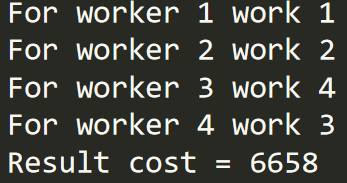 For worker 1 work 1
For worker 2 work 2
For worker 3 work 4
For worker 4 work 3
Result cost = 6658